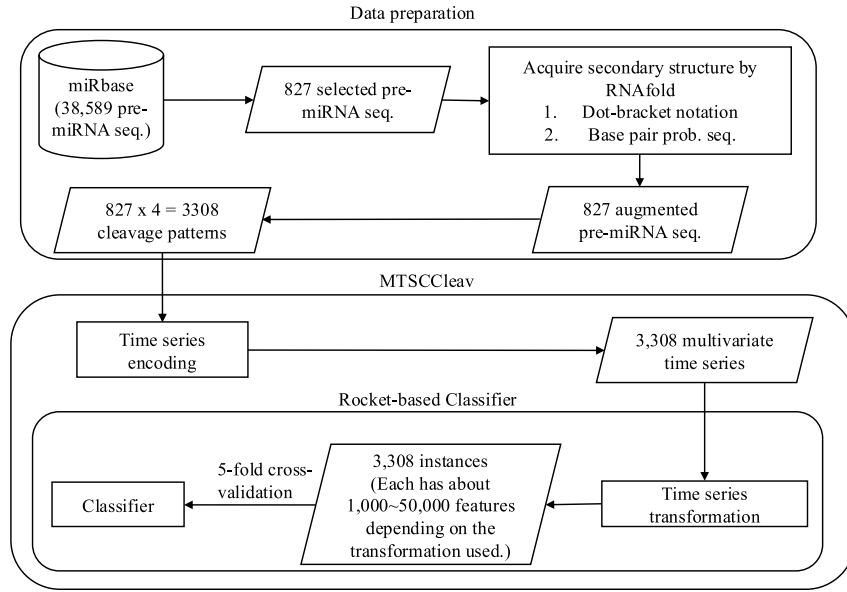 Data preparation
miRbase
(38,589 pre-
miRNA seq.)
827 selected pre-
miRNA seq.
Acquire secondary structure by
RNAfold
1. Dot-bracket notation
2. Base pair prob. seq.
827 x 4 = 3308
cleavage patterns
827 augmented
pre-miRNA seq.
MTSCCleav
Time series
encoding
3,308 multivariate
time series
Rocket-based Classifier
Classifier
5-fold cross-
validation
3,308 instances
(Each has about
1,000~50,000 features
depending on the
transformation used.)
Time series
transformation